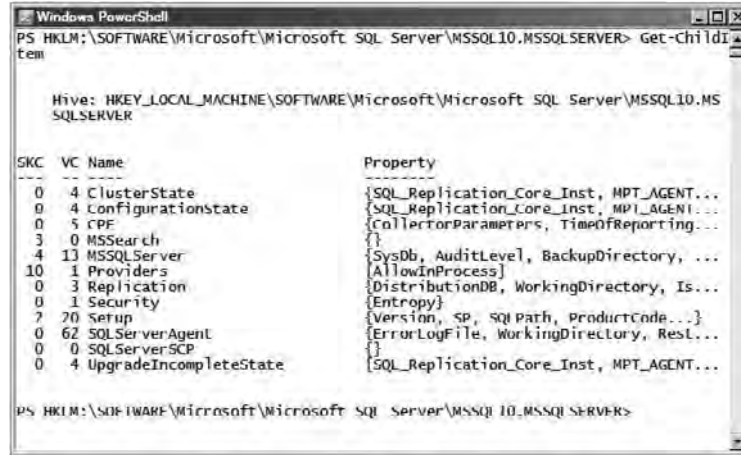 Windows PowerShell
PS HKLM:\SOFTWARE\Microsoft\Microsoft SQL Server\MSSQL10.MSSQLSERVER> Get-ChildI
tem
Hive: HKEY_LOCAL_MACHINE\SOFTWARE\Microsoft\Microsoft SQL Server\MSSQL10.MS
SQLSERVER
SKC VC Name Property
--- -- ---- --------
0 4 ClusterState {SQL_Replication_Core_Inst, MPT_AGENT...
0 4 ConfigurationState {SQL_Replication_Core_Inst, MPT_AGENT...
0 5 CPE {CollectorParameters, TimeOfReporting...
3 0 MSSearch {}
4 13 MSSQLServer {SysDb, AuditLevel, BackupDirectory, ...
10 1 Providers {AllowInProcess}
0 3 Replication {DistributionDB, WorkingDirectory, Is...
0 1 Security {Entropy}
2 20 Setup {Version, SP, SQLPath, ProductCode...}
0 62 SQLServerAgent {ErrorLogFile, WorkingDirectory, Rest...
0 0 SQLServerSCP {}
0 4 UpgradeIncompleteState {SQL_Replication_Core_Inst, MPT_AGENT...
PS HKLM:\SOFTWARE\Microsoft\Microsoft SQL Server\MSSQL10.MSSQLSERVER>